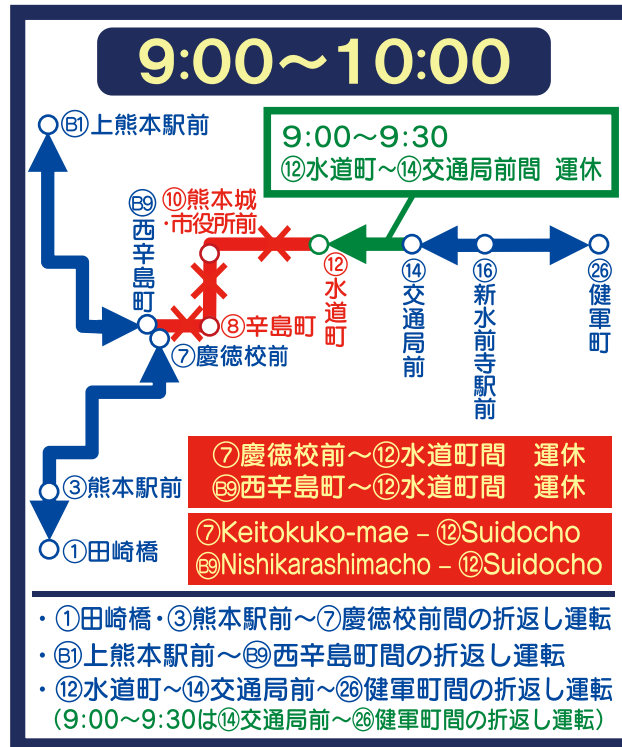 9:00～10:00
B1上熊本駅前
9:00～9:30
⑫水道町～⑭交通局前間 運休
B9西辛島町
⑩熊本城
・市役所前
⑫水道町
⑭交通局前
⑯新水前寺駅前
㉖健軍町
⑧辛島町
⑦慶徳校前
③熊本駅前
①田崎橋
⑦慶徳校前～⑫水道町間 運休
B9西辛島町～⑫水道町間 運休
⑦Keitokuko-mae – ⑫Suidocho
B9Nishikarashimacho – ⑫Suidocho
・①田崎橋・③熊本駅前～⑦慶徳校前間の折返し運転
・B1上熊本駅前～B9西辛島町間の折返し運転
・⑫水道町～⑭交通局前～㉖健軍町間の折返し運転
（9:00～9:30は⑭交通局前～㉖健軍町間の折返し運転）